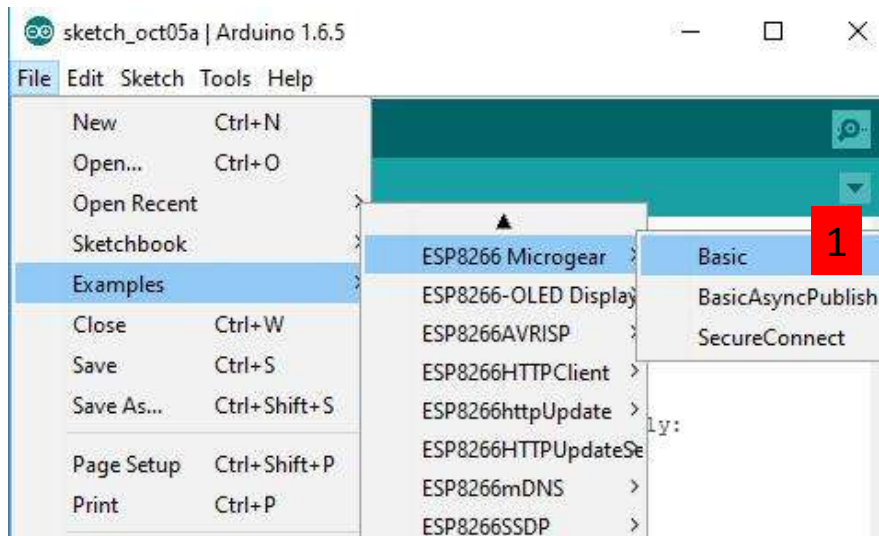 sketch_oct05a | Arduino 1.6.5
File Edit Sketch Tools Help
New Ctrl+N
Open... Ctrl+O
Open Recent
Sketchbook
Examples
Close Ctrl+W
Save Ctrl+S
Save As... Ctrl+Shift+S
Page Setup Ctrl+Shift+P
Print Ctrl+P
ESP8266 Microgear
ESP8266-OLED Display
ESP8266AVRISP
ESP8266HTTPClient
ESP8266httpUpdate
ESP8266HTTPUpdateSe
ESP8266mDNS
ESP8266SSDP
Basic
BasicAsyncPublish
SecureConnect
1
ly: